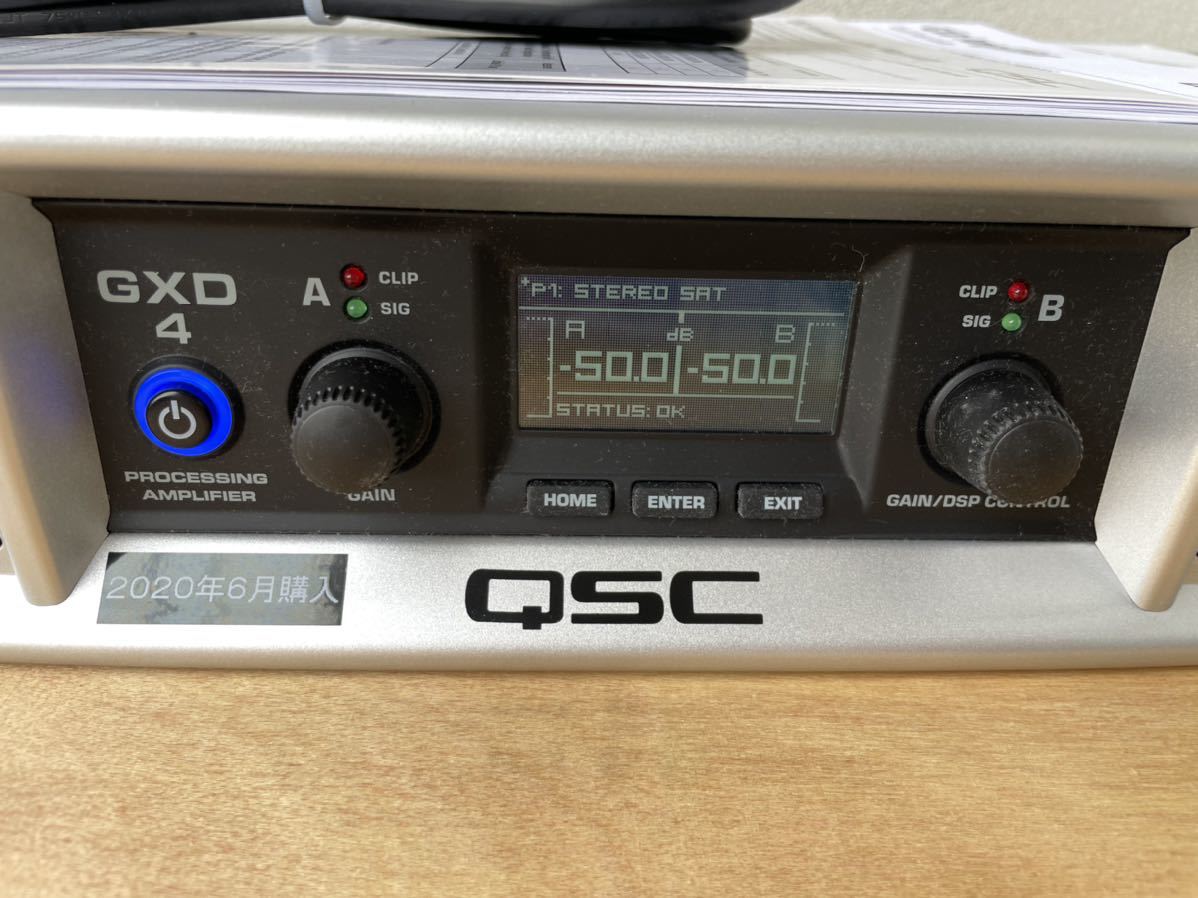 GXD
4
A
CLIP
SIG
PROCESSING
AMPLIFIER
GAIN
*P1: STEREO SAT
A dB B
-50.0 -50.0
STATUS: OK
HOME ENTER EXIT
CLIP
SIG
B
GAIN/DSP CONTROL
2020年6月購入
QSC